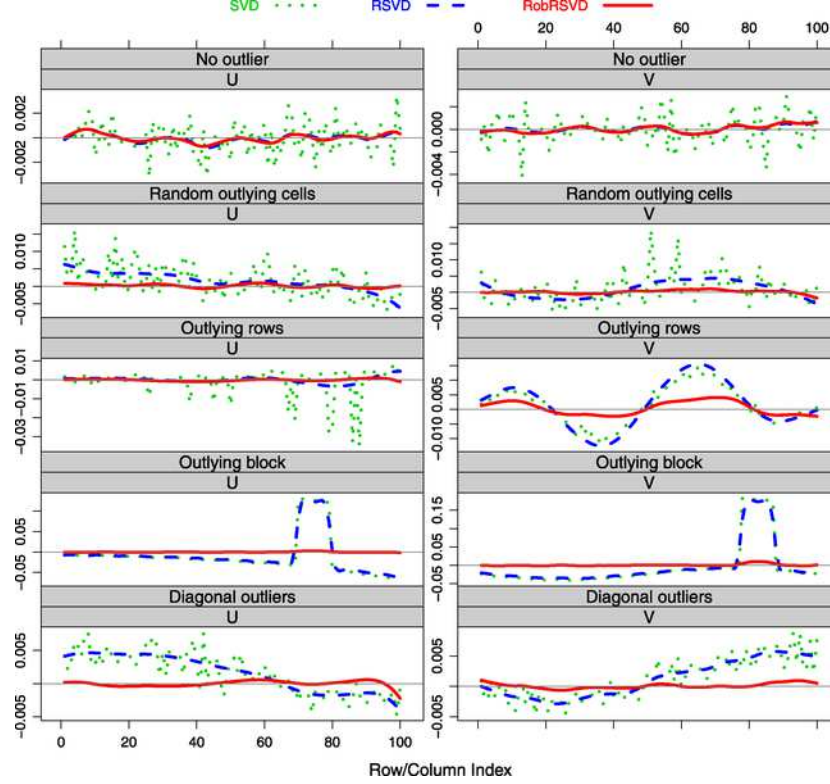 SVD RSVD RobRSVD
0 20 40 60 80 100
No outlier No outlier
U V
0.002
-0.002
0.000
-0.004
Random outlying cells Random outlying cells
U V
0.010
-0.005
0.010
-0.005
Outlying rows Outlying rows
U V
0.01
-0.01
-0.03
0.005
-0.010
Outlying block Outlying block
U V
0.05
-0.05
0.15
0.05
-0.05
Diagonal outliers Diagonal outliers
U V
0.005
-0.005
0.005
-0.005
0 20 40 60 80 100
Row/Column Index